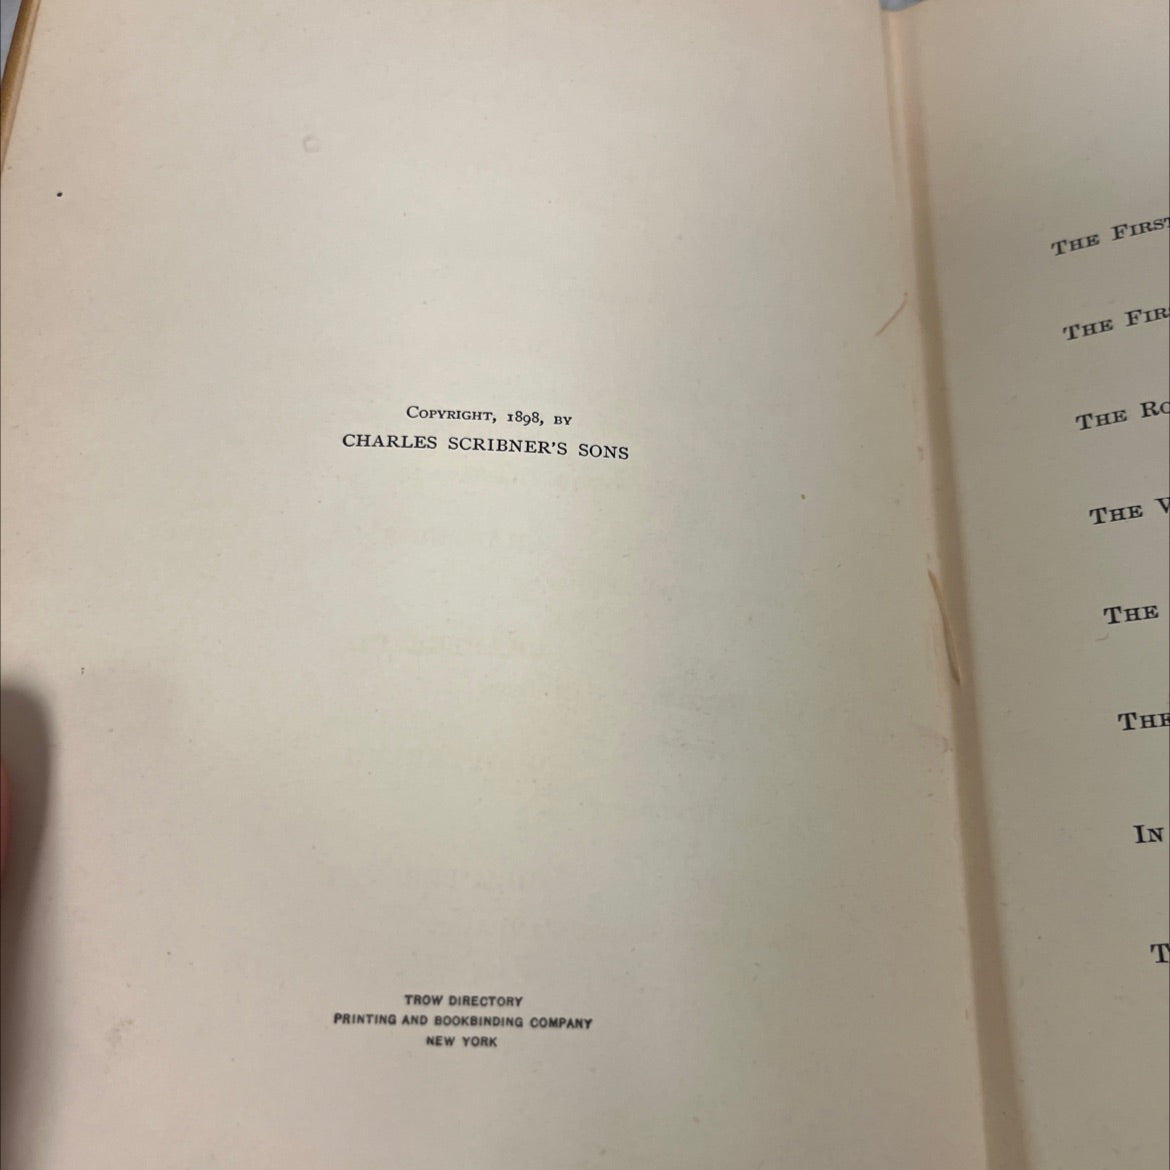 Copyright, 1898, by
CHARLES SCRIBNER'S SONS
TROW DIRECTORY
PRINTING AND BOOKBINDING COMPANY
NEW YORK
The First
The Fir
The Ro
The V
The
The
In
T